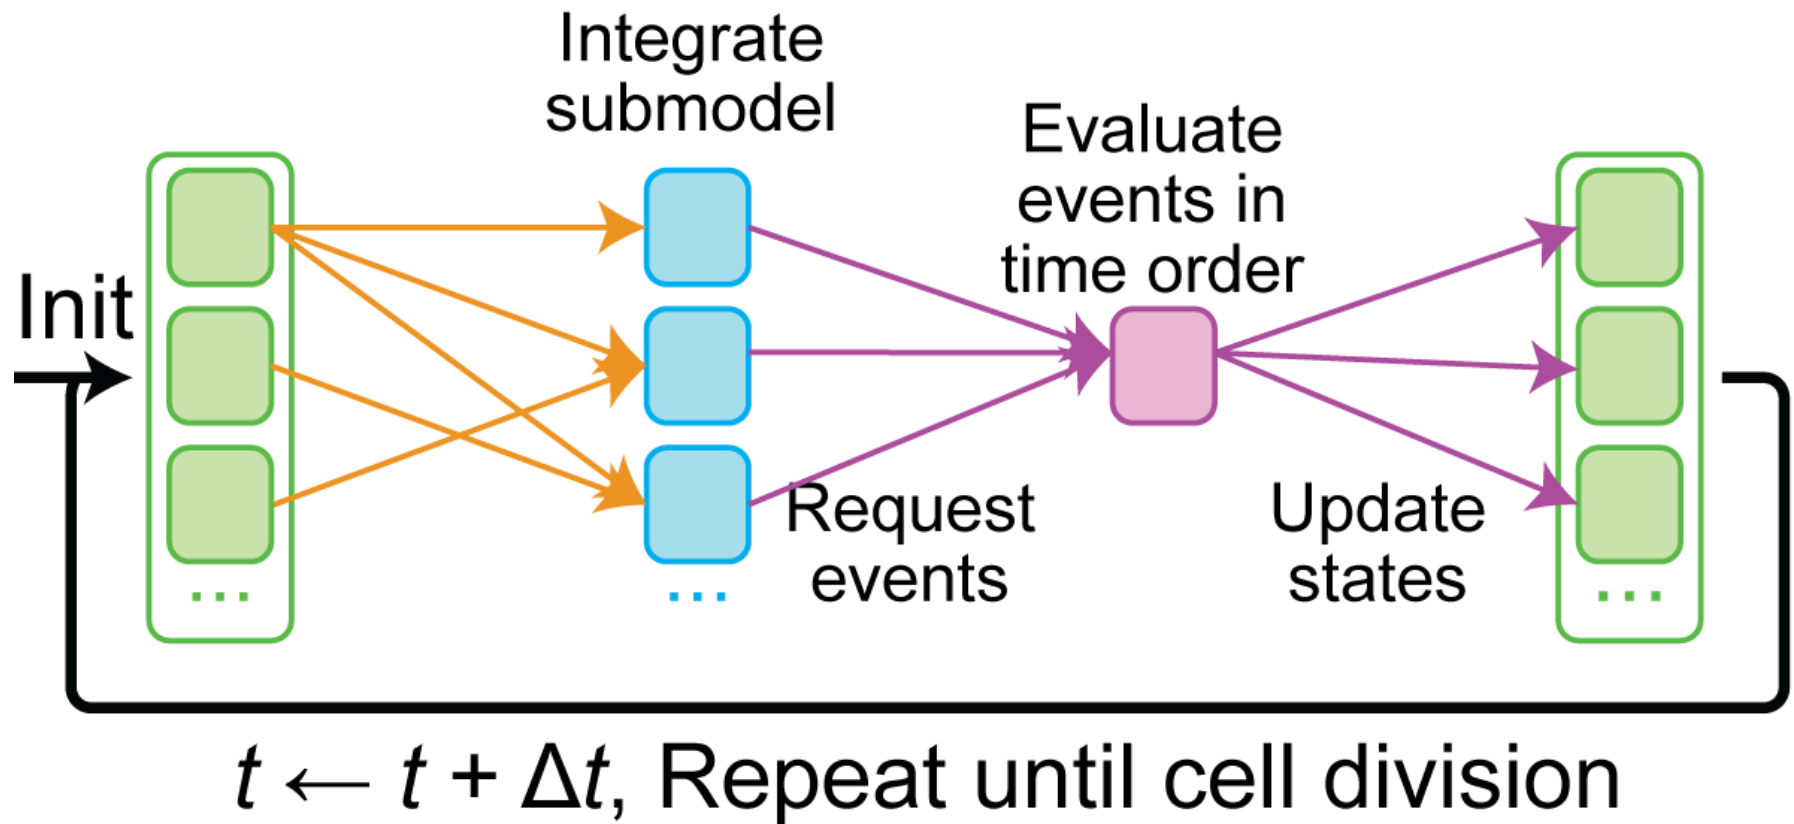 Integrate
submodel
Evaluate
events in
time order
Init
Request
events
Update
states
...
...
...
t ← t + Δt, Repeat until cell division